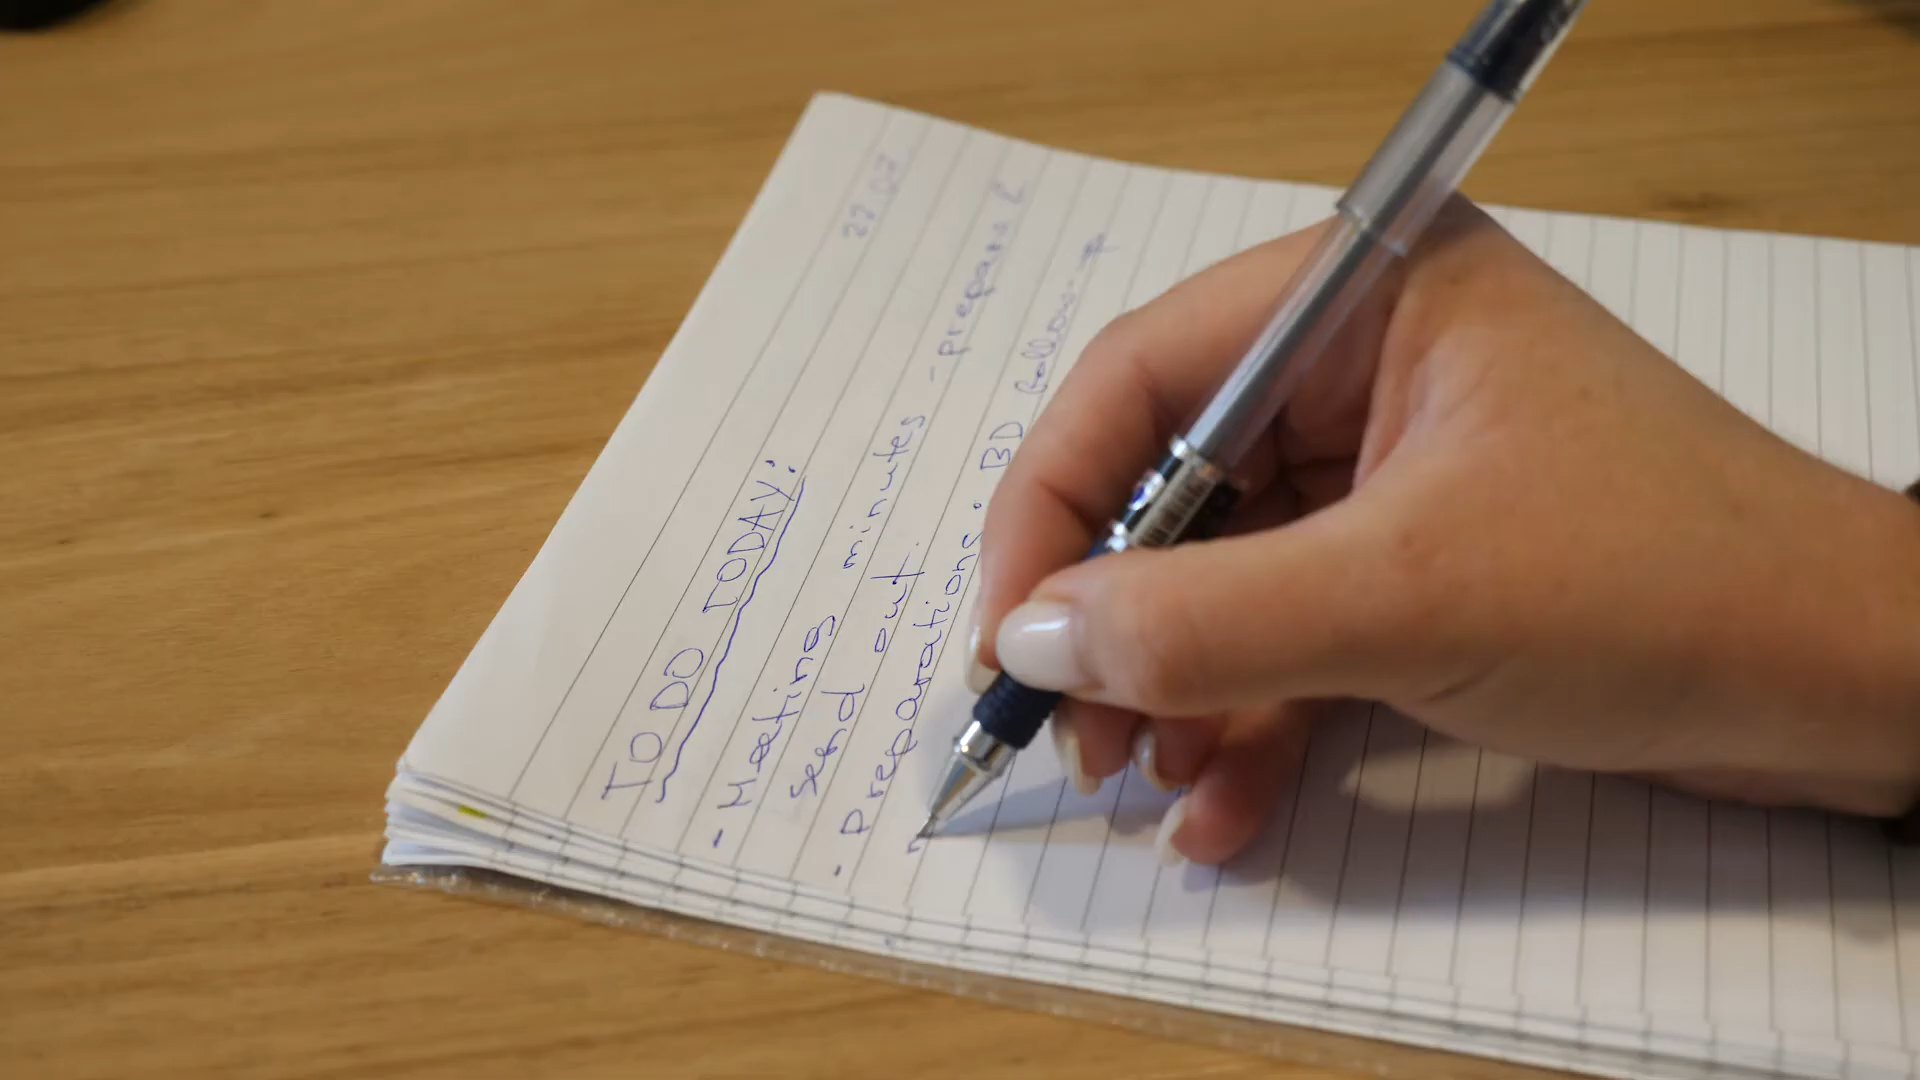 27.07
TO DO TODAY:
- Meeting minutes - prepare &
send out.
- Preparations: BD follow-up